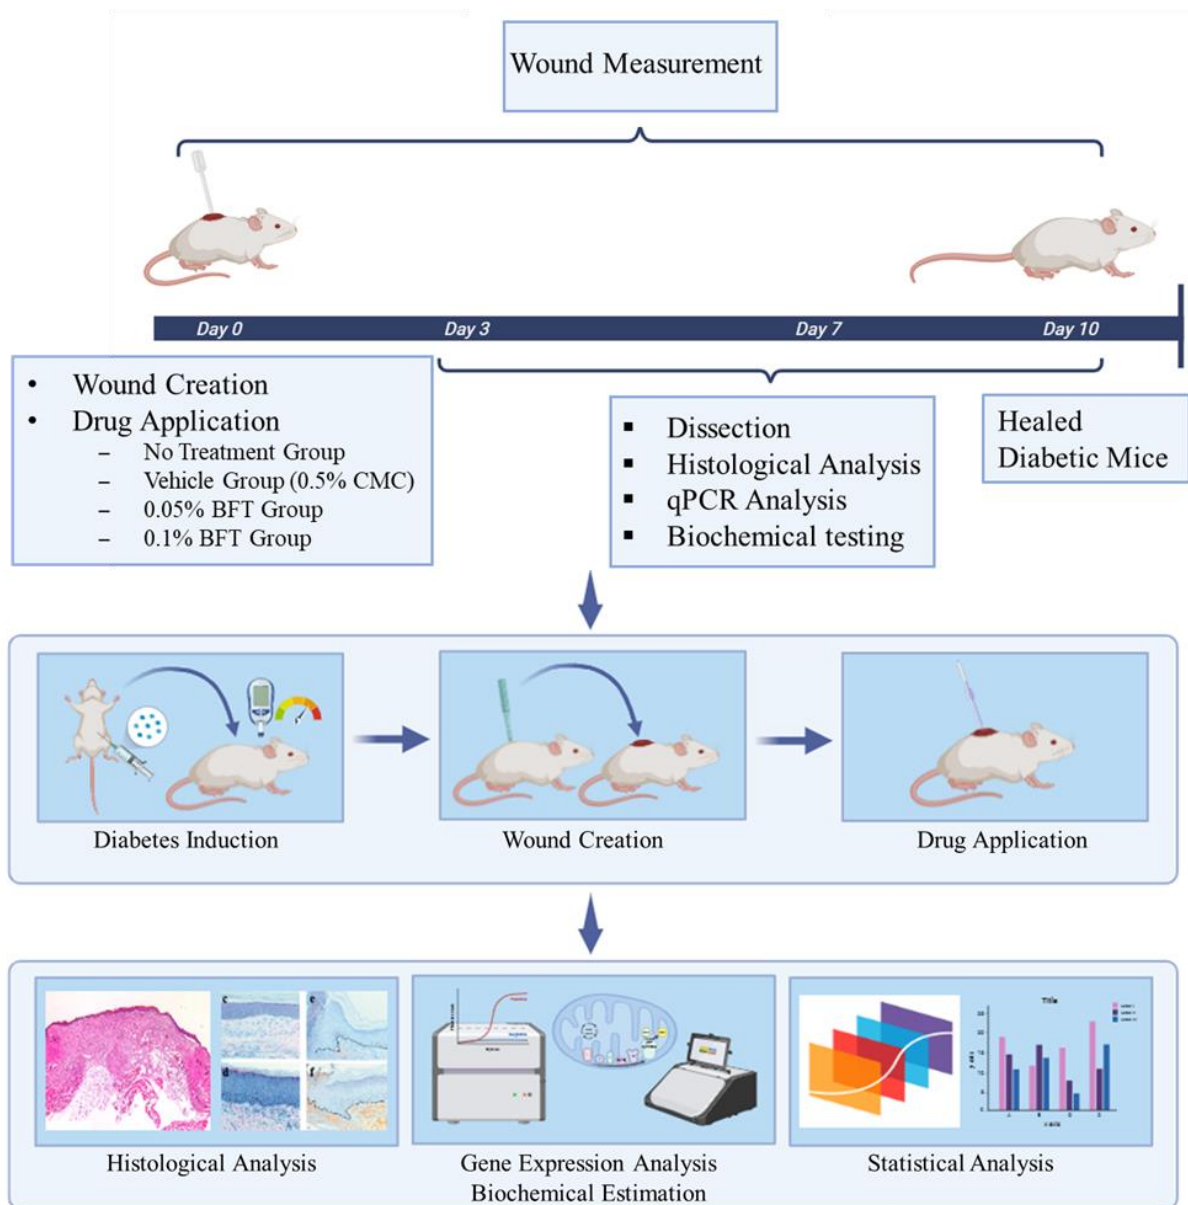 Wound Measurement
Day 0
Day 3
Day 7
Day 10
• Wound Creation
• Drug Application
– No Treatment Group
– Vehicle Group (0.5% CMC)
– 0.05% BFT Group
– 0.1% BFT Group
▪ Dissection
▪ Histological Analysis
▪ qPCR Analysis
▪ Biochemical testing
Healed
Diabetic Mice
Diabetes Induction
Wound Creation
Drug Application
c
e
d
f
Title
A
B
Histological Analysis
Gene Expression Analysis
Biochemical Estimation
Statistical Analysis